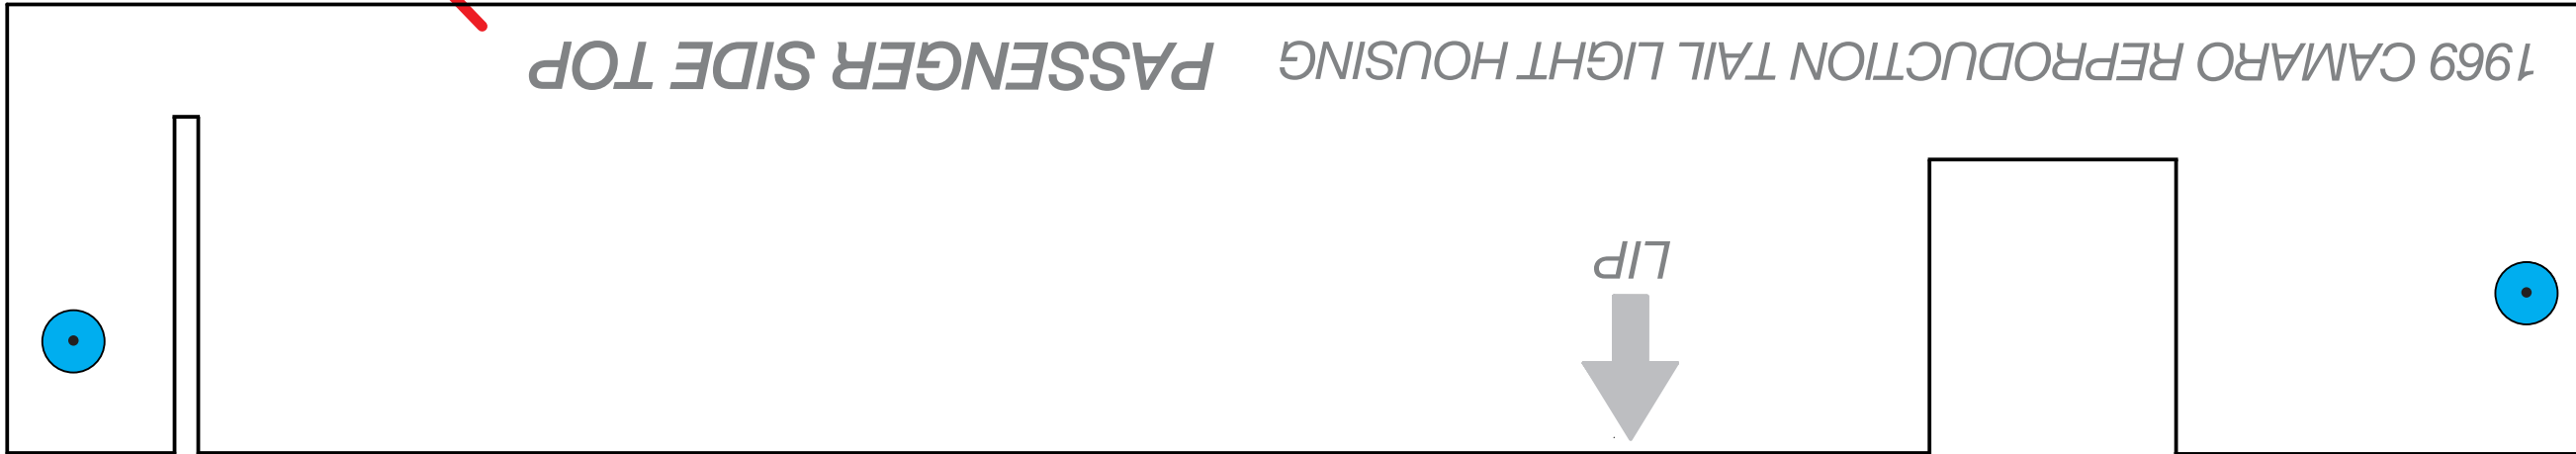 1969 CAMARO REPRODUCTION TAIL LIGHT HOUSING PASSENGER SIDE TOP
LIP